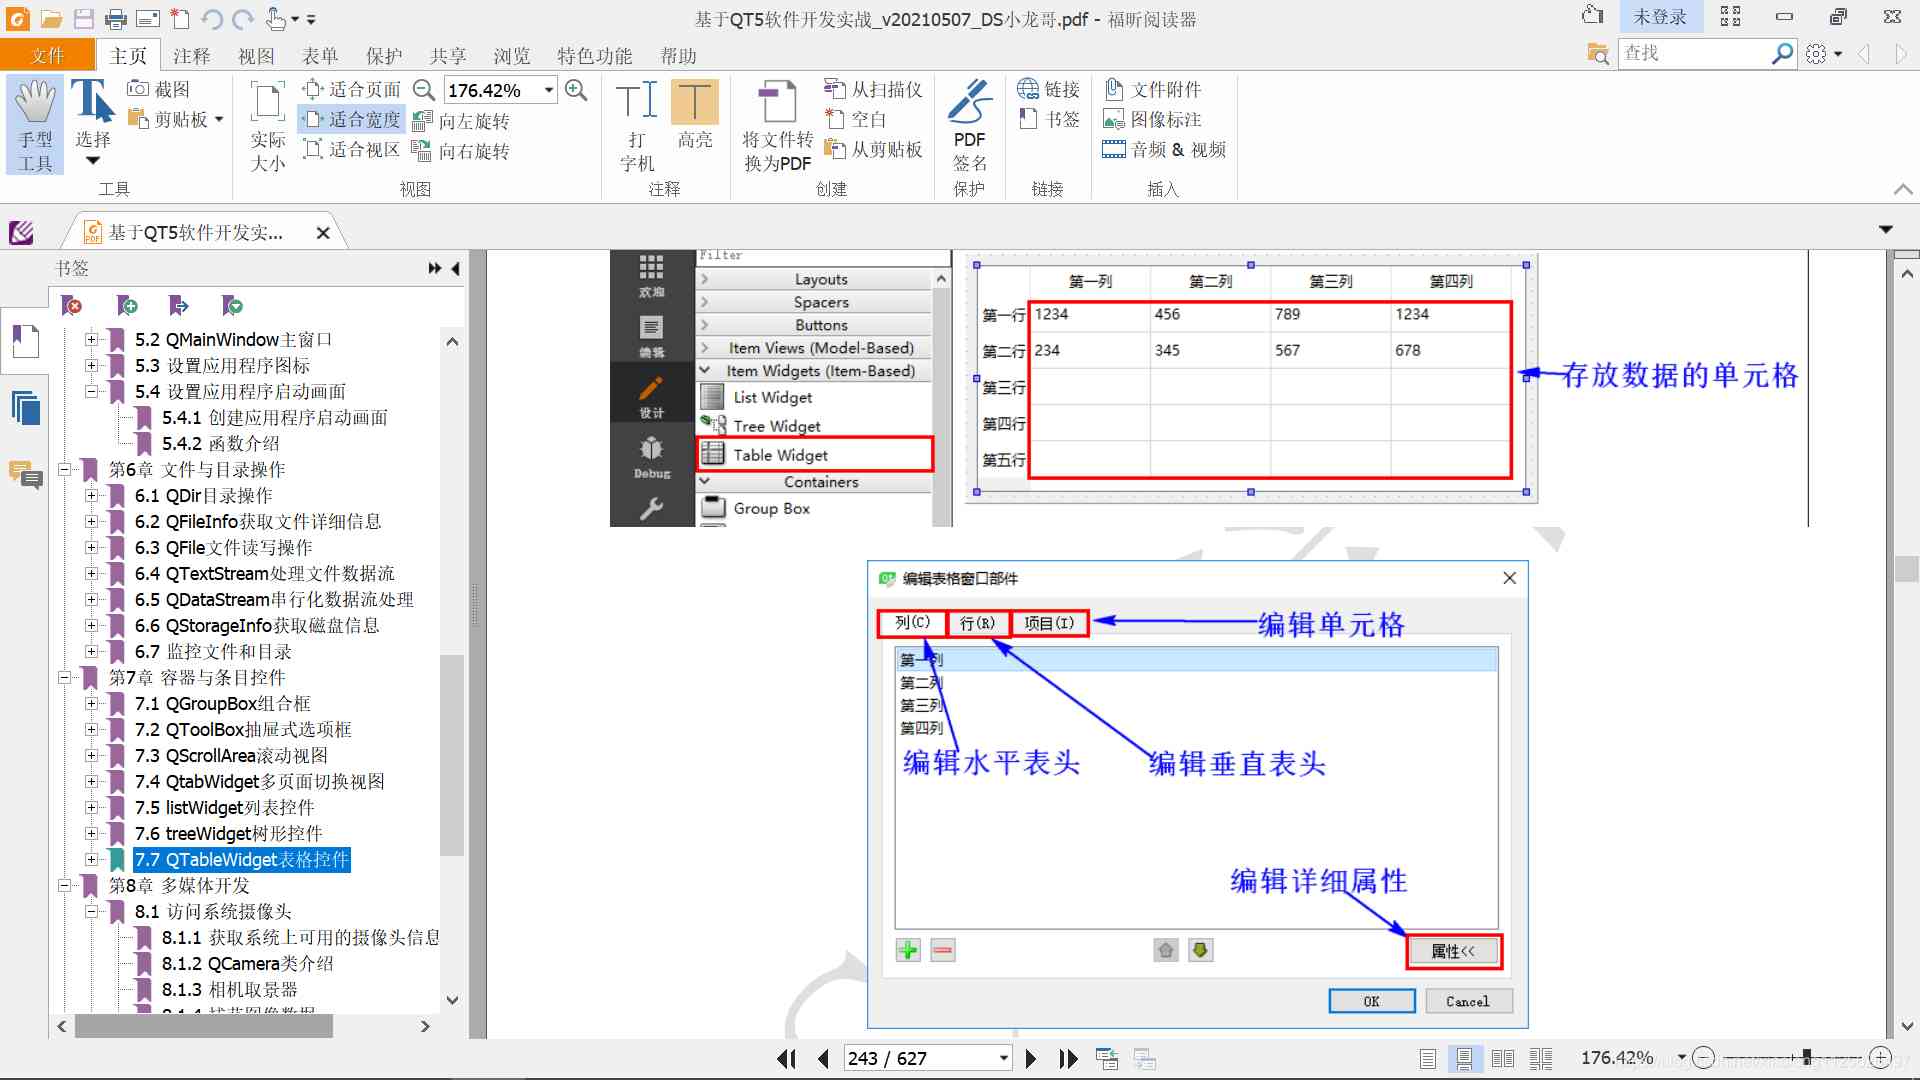 基于QT5软件开发实战_v20210507_DS小龙哥.pdf - 福昕阅读器
未登录
文件 主页 注释 视图 表单 保护 共享 浏览 特色功能 帮助
查找
手型
工具
选择
截图
剪贴板
工具
实际
大小
适合页面
适合宽度
适合视区
176.42%
向左旋转
向右旋转
视图
打
字机
高亮
注释
将文件转
换为PDF
从扫描仪
空白
从剪贴板
创建
PDF
签名
保护
链接
书签
链接
文件附件
图像标注
音频 & 视频
插入
基于QT5软件开发实...
书签
5.2 QMainWindow主窗口
5.3 设置应用程序图标
5.4 设置应用程序启动画面
5.4.1 创建应用程序启动画面
5.4.2 函数介绍
第6章 文件与目录操作
6.1 QDir目录操作
6.2 QFileInfo获取文件详细信息
6.3 QFile文件读写操作
6.4 QTextStream处理文件数据流
6.5 QDataStream串行化数据流处理
6.6 QStorageInfo获取磁盘信息
6.7 监控文件和目录
第7章 容器与条目控件
7.1 QGroupBox组合框
7.2 QToolBox抽屉式选项框
7.3 QScrollArea滚动视图
7.4 QtabWidget多页面切换视图
7.5 listWidget列表控件
7.6 treeWidget树形控件
7.7 QTableWidget表格控件
第8章 多媒体开发
8.1 访问系统摄像头
8.1.1 获取系统上可用的摄像头信息
8.1.2 QCamera类介绍
8.1.3 相机取景器
欢迎
编辑
设计
Debug
Filter
Layouts
Spacers
Buttons
Item Views (Model-Based)
Item Widgets (Item-Based)
List Widget
Tree Widget
Table Widget
Containers
Group Box
第一列 第二列 第三列 第四列
第一行 1234 456 789 1234
第二行 234 345 567 678
第三行
第四行
第五行
存放数据的单元格
编辑表格窗口部件
列(C) 行(R) 项目(I)
编辑单元格
第一列
第二列
第三列
第四列
编辑水平表头
编辑垂直表头
编辑详细属性
属性<<
OK Cancel
243 / 627
176.42%